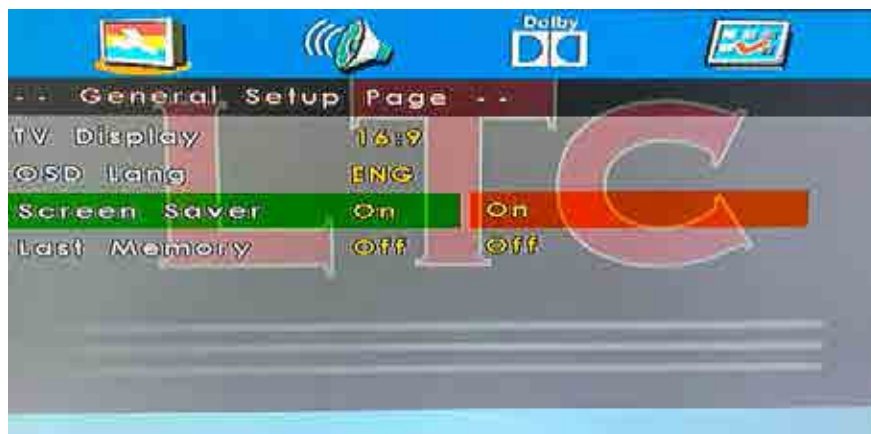 Dolby
-- General Setup Page --
TV Display 16:9
OSD Lang ENG
Screen Saver On On
Last Memory Off Off
LTC